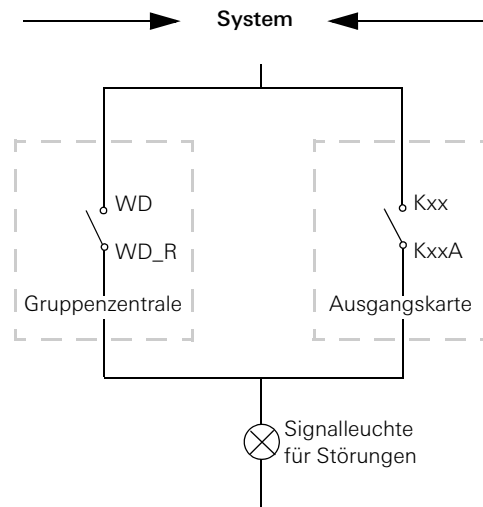 System
WD
WD_R
Gruppenzentrale
Kxx
KxxA
Ausgangskarte
Signalleuchte
für Störungen